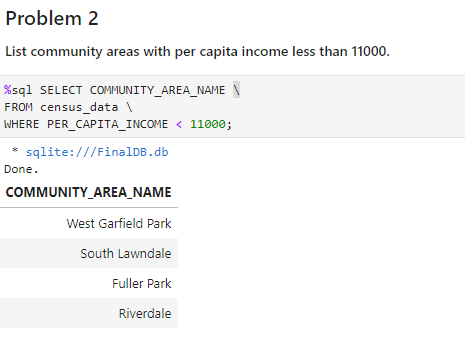 Problem 2
List community areas with per capita income less than 11000.
%sql SELECT COMMUNITY_AREA_NAME \
FROM census_data \
WHERE PER_CAPITA_INCOME < 11000;
* sqlite:///FinalDB.db
Done.
COMMUNITY_AREA_NAME
West Garfield Park
South Lawndale
Fuller Park
Riverdale